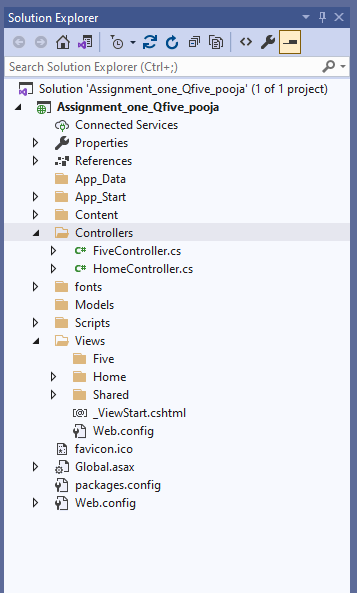 Solution Explorer
Search Solution Explorer (Ctrl+;)
Solution 'Assignment_one_Qfive_pooja' (1 of 1 project)
Assignment_one_Qfive_pooja
Connected Services
Properties
References
App_Data
App_Start
Content
Controllers
C# FiveController.cs
C# HomeController.cs
fonts
Models
Scripts
Views
Five
Home
Shared
[@] _ViewStart.cshtml
Web.config
favicon.ico
Global.asax
packages.config
Web.config